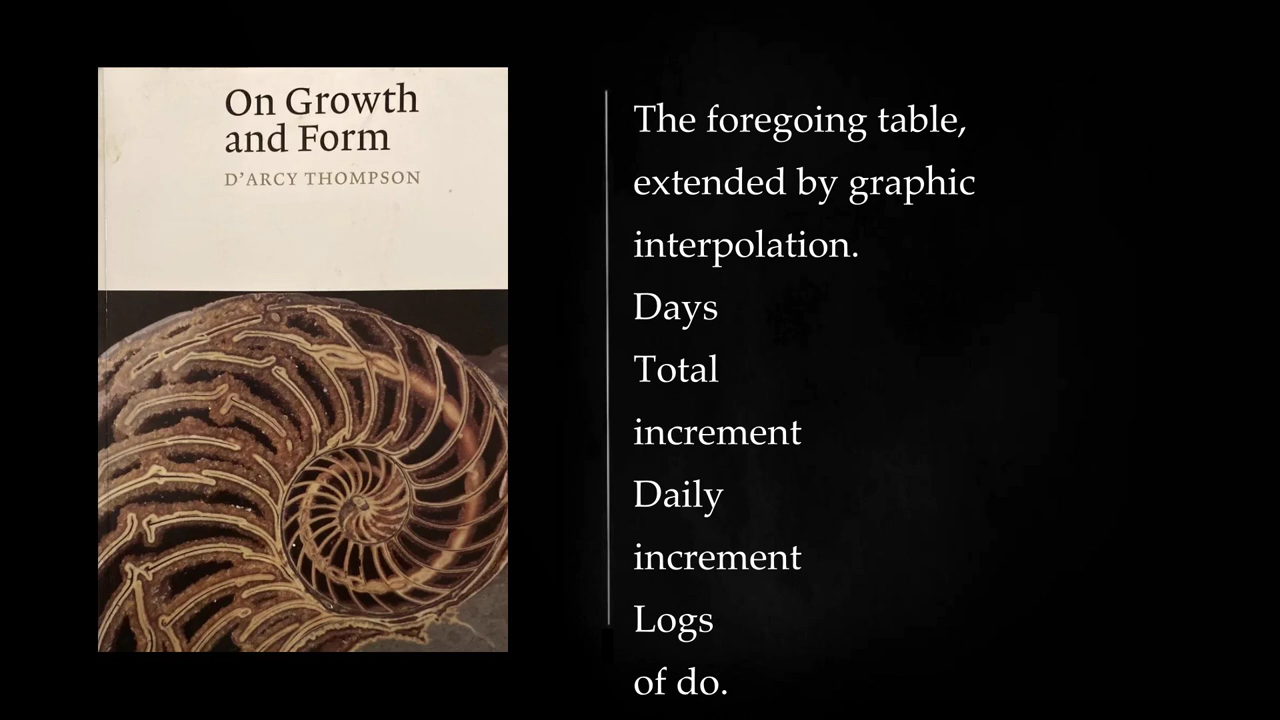 On Growth
and Form
D'ARCY THOMPSON
The foregoing table,
extended by graphic
interpolation.
Days
Total
increment
Daily
increment
Logs
of do.